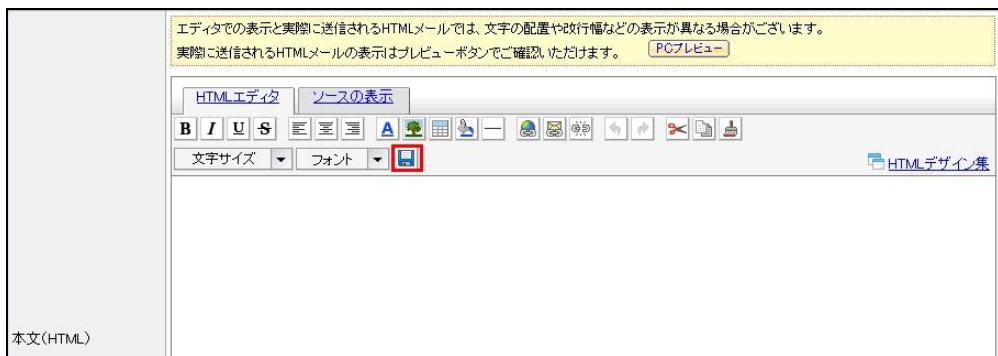 エディタでの表示と実際に送信されるHTMLメールでは、文字の配置や改行幅などの表示が異なる場合がございます。
実際に送信されるHTMLメールの表示はプレビューボタンでご確認いただけます。 PCプレビュー
HTMLエディタ ソースの表示
B I U S A
文字サイズ フォント HTMLデザイン集
本文(HTML)